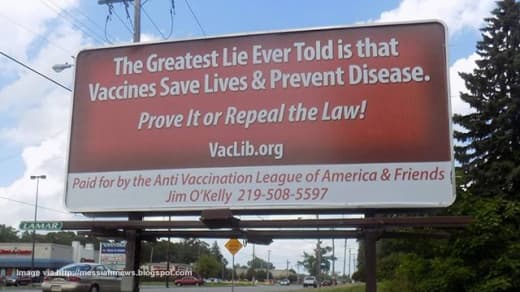 The Greatest Lie Ever Told is that
Vaccines Save Lives & Prevent Disease.
Prove It or Repeal the Law!
VacLib.org
Paid for by the Anti Vaccination League of America & Friends
Jim O'Kelly 219-508-5597
LAMAR
Image via http://messiahmews.blogspot.com